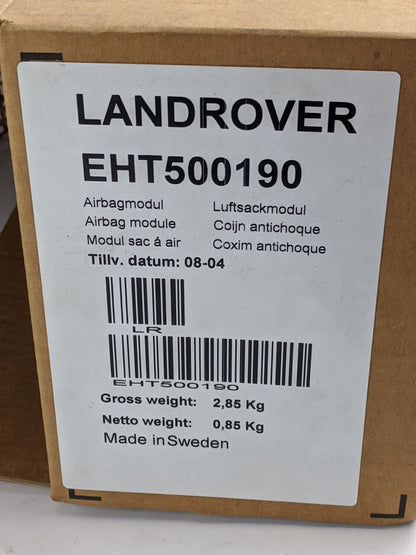 LANDROVER
EHT500190
Airbagmodul Luftsackmodul
Airbag module Coijn antichoque
Modul sac á air Coxim antichoque
Tillv. datum: 08-04
LR
EHT500190
Gross weight: 2,85 Kg
Netto weight: 0,85 Kg
Made in Sweden